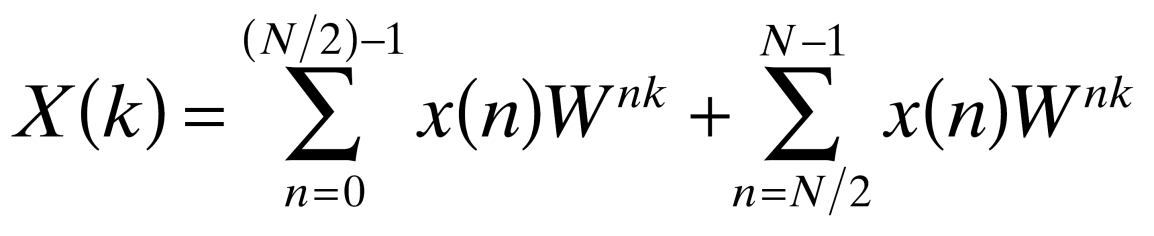 X(k) = \sum_{n=0}^{(N/2)-1} x(n)W^{nk} + \sum_{n=N/2}^{N-1} x(n)W^{nk}